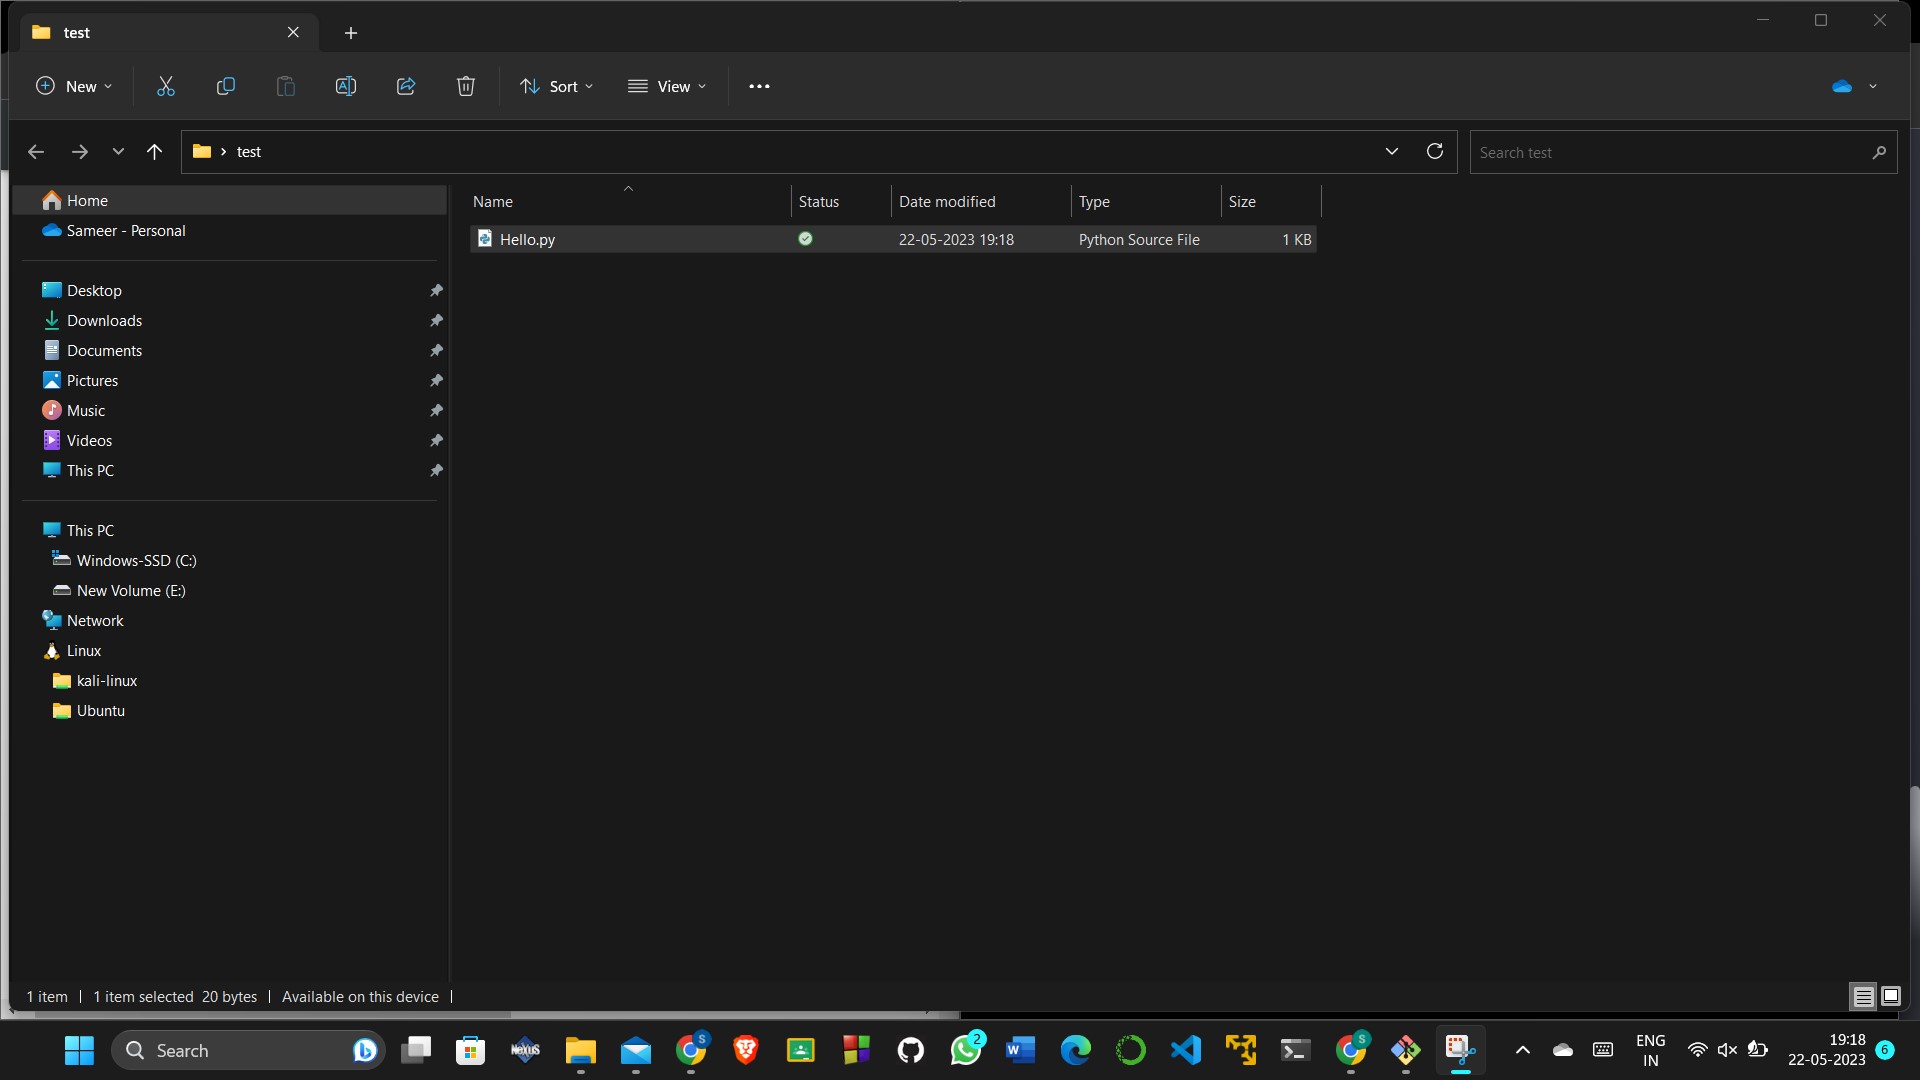 test
New
Sort
View
test
Search test
Home
Sameer - Personal
Desktop
Downloads
Documents
Pictures
Music
Videos
This PC
This PC
Windows-SSD (C:)
New Volume (E:)
Network
Linux
kali-linux
Ubuntu
Name Status Date modified Type Size
Hello.py 22-05-2023 19:18 Python Source File 1 KB
1 item 1 item selected 20 bytes Available on this device
Search
NeXUS
S
2
W
S
ENG
IN
19:18
22-05-2023
6